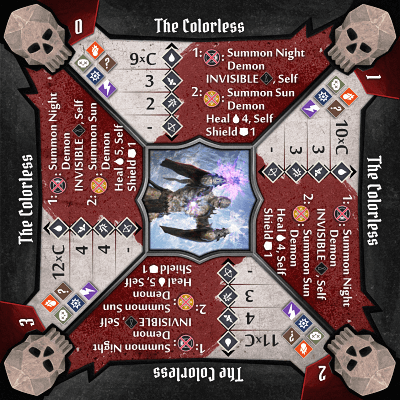 0
The Colorless
9×C
3
2
-
1: : Summon Night
Demon
INVISIBLE , Self
2: : Summon Sun
Demon
Heal 4, Self
Shield 1
1
The Colorless
10×C
3
3
-
1: : Summon Night
Demon
INVISIBLE , Self
2: : Summon Sun
Demon
Heal 4, Self
Shield 1
2
The Colorless
11×C
4
3
-
1: : Summon Night
Demon
INVISIBLE , Self
2: : Summon Sun
Demon
Heal 5, Self
Shield 1
3
The Colorless
12×C
4
4
-
1: : Summon Night
Demon
INVISIBLE , Self
2: : Summon Sun
Demon
Heal 5, Self
Shield 1